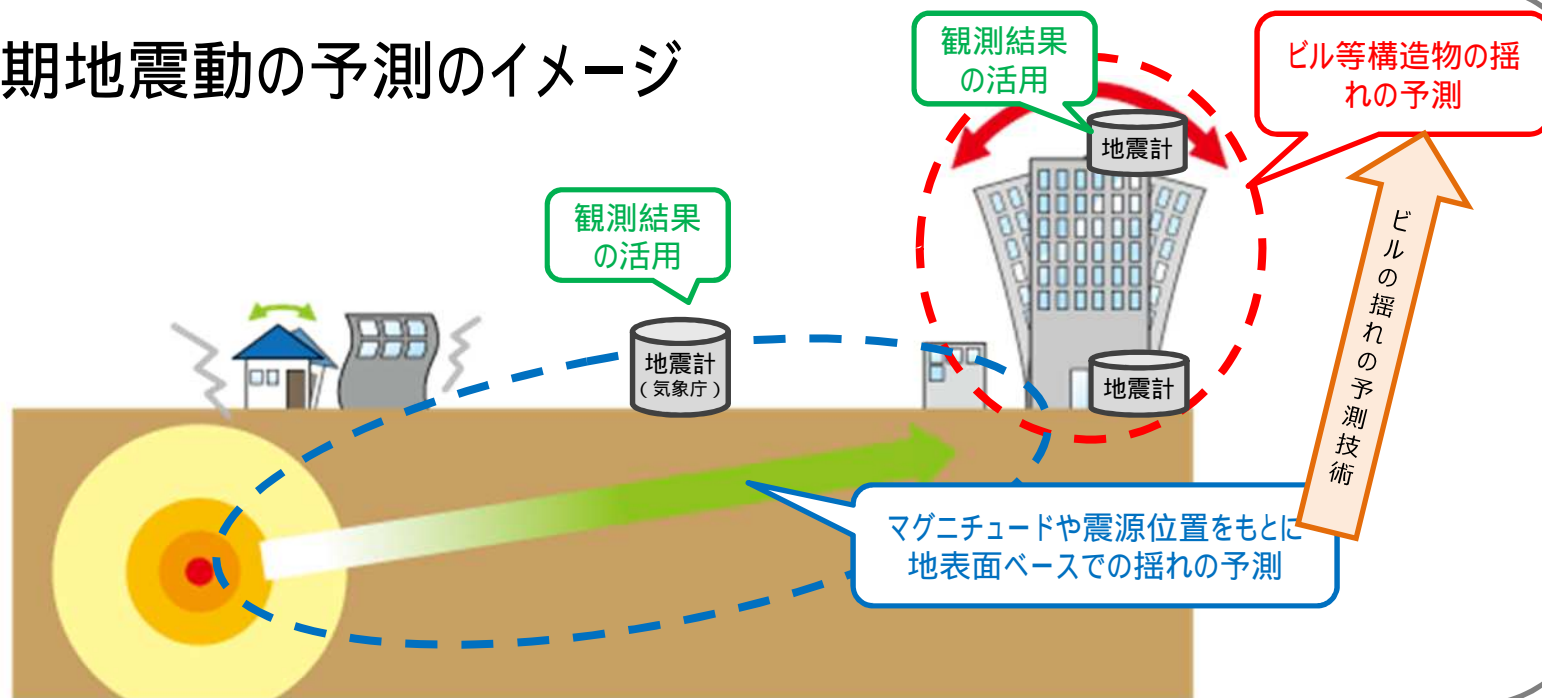 期地震動の予測のイメージ
観測結果
の活用
ビル等構造物の揺
れの予測
地震計
観測結果
の活用
地震計
（気象庁）
地震計
ビルの揺れの予測技術
マグニチュードや震源位置をもとに
地表面ベースでの揺れの予測